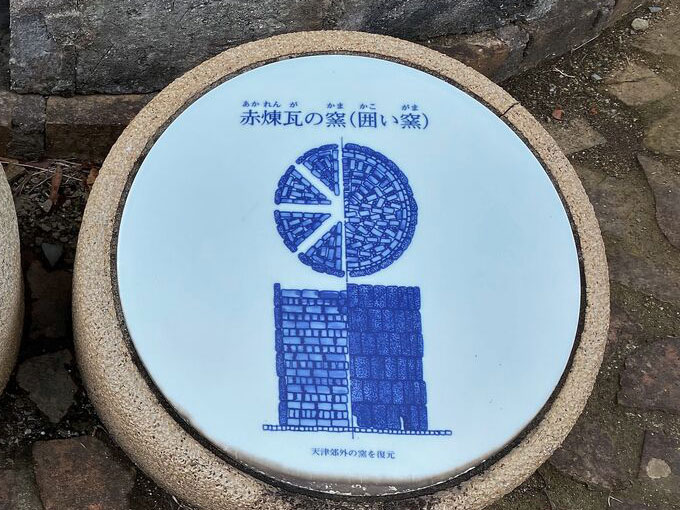 あかれんが かま かこ がま
赤煉瓦の窯(囲い窯)
天津郊外の窯を復元